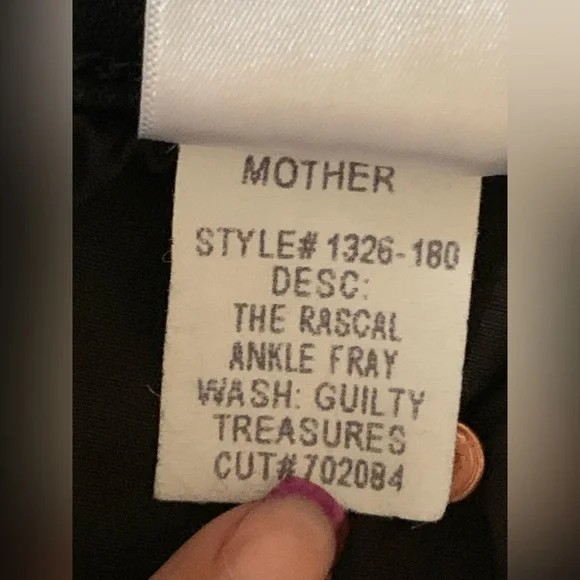 MOTHER
STYLE# 1326-180
DESC:
THE RASCAL
ANKLE FRAY
WASH: GUILTY
TREASURES
CUT#702084